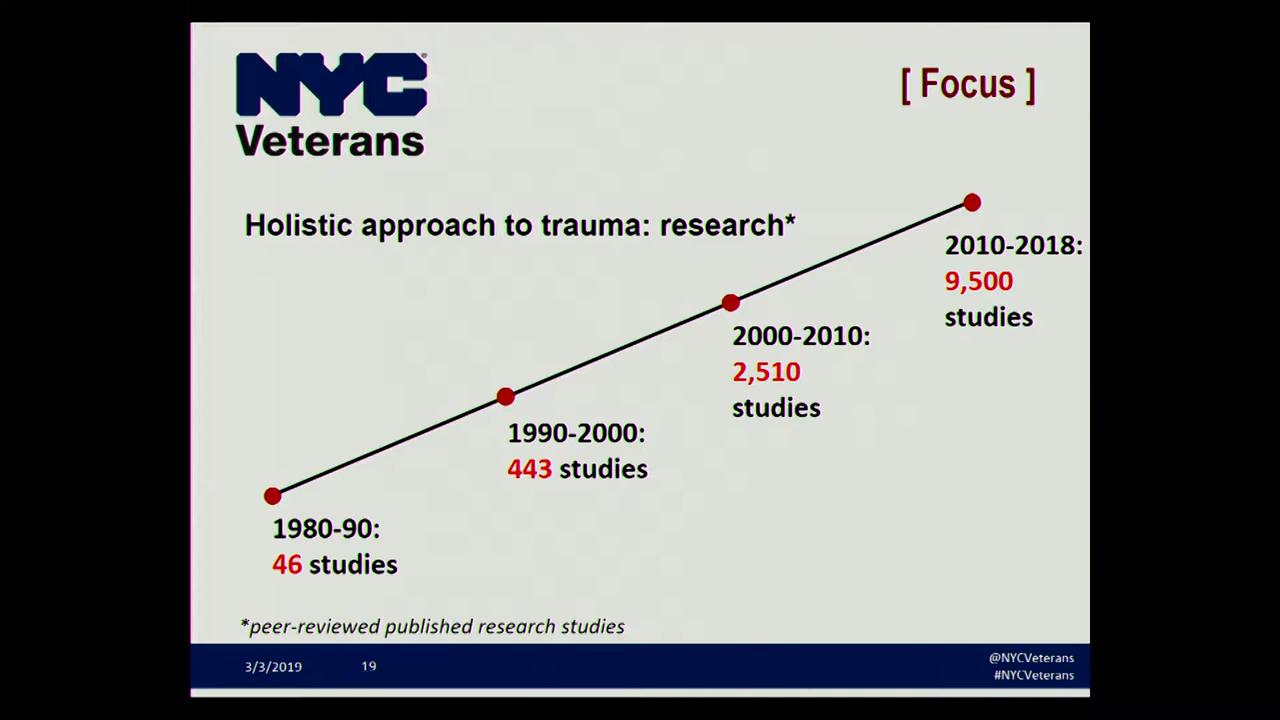 NYC
Veterans
[ Focus ]
Holistic approach to trauma: research*
2010-2018:
9,500
studies
2000-2010:
2,510
studies
1990-2000:
443 studies
1980-90:
46 studies
*peer-reviewed published research studies
3/3/2019 19
@NYCVeterans
#NYCVeterans